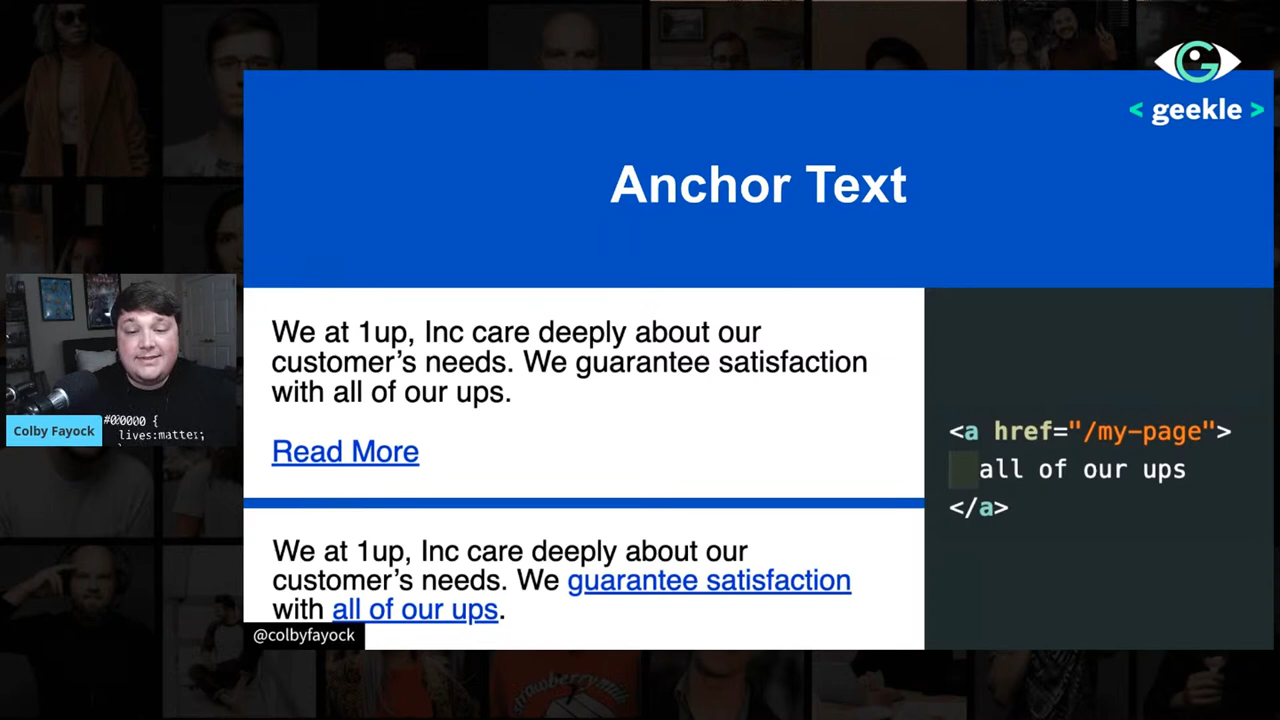 < geekle >
Anchor Text
We at 1up, Inc care deeply about our
customer’s needs. We guarantee satisfaction
with all of our ups.
Read More
We at 1up, Inc care deeply about our
customer’s needs. We guarantee satisfaction
with all of our ups.
@colbyfayock
<a href="/my-page">
all of our ups
</a>
#000000 {
lives:matter;
Colby Fayock